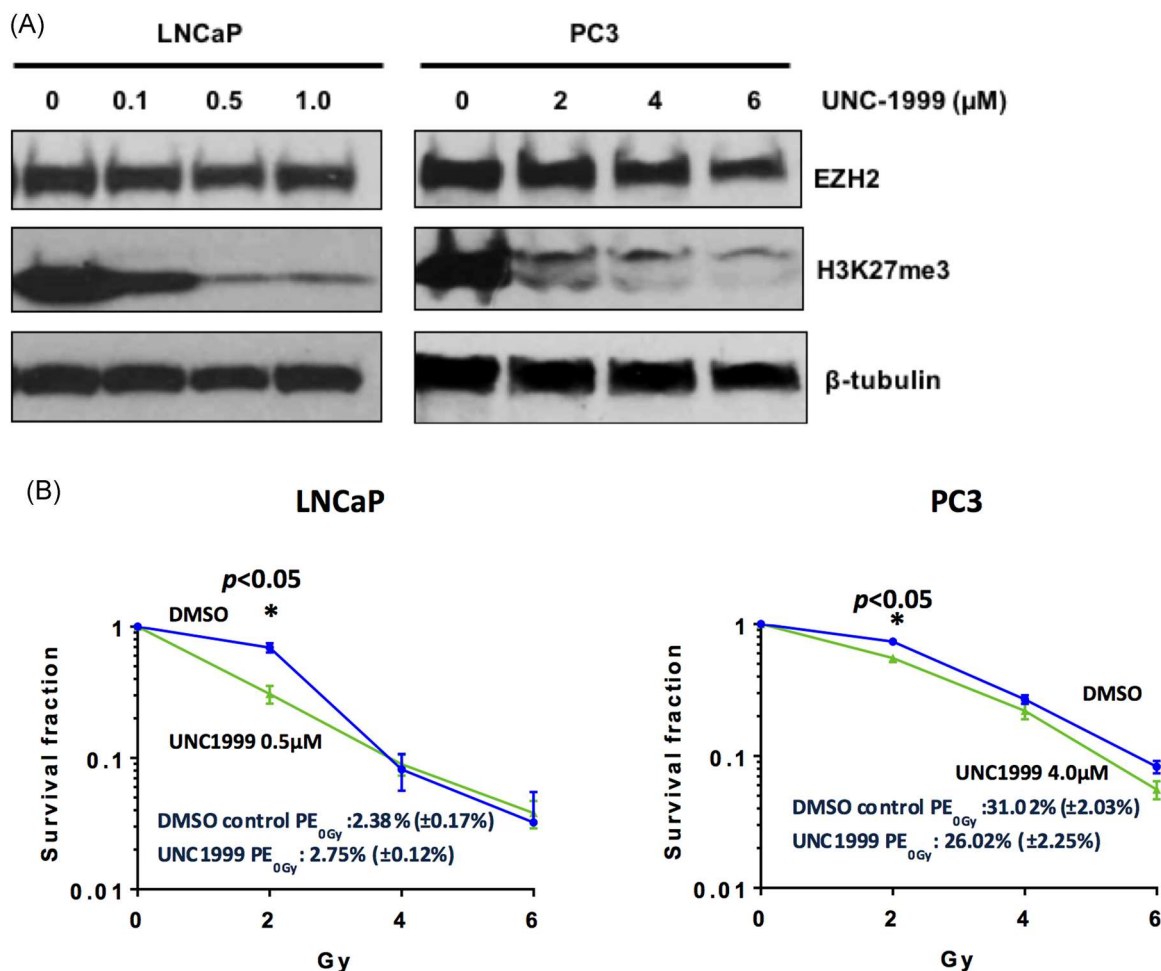 (A)
LNCaP PC3
0 0.1 0.5 1.0 0 2 4 6 UNC-1999 (µM)
EZH2
H3K27me3
β-tubulin
(B)
LNCaP PC3
p<0.05
*
DMSO
UNC1999 0.5µM
DMSO control PE0Gy :2.38% (±0.17%)
UNC1999 PE0Gy: 2.75% (±0.12%)
Survival fraction
1
0.1
0.01
0 2 4 6
Gy
p<0.05
*
DMSO
UNC1999 4.0µM
DMSO control PE0Gy :31.02% (±2.03%)
UNC1999 PE0Gy: 26.02% (±2.25%)
Survival fraction
1
0.1
0.01
0 2 4 6
Gy